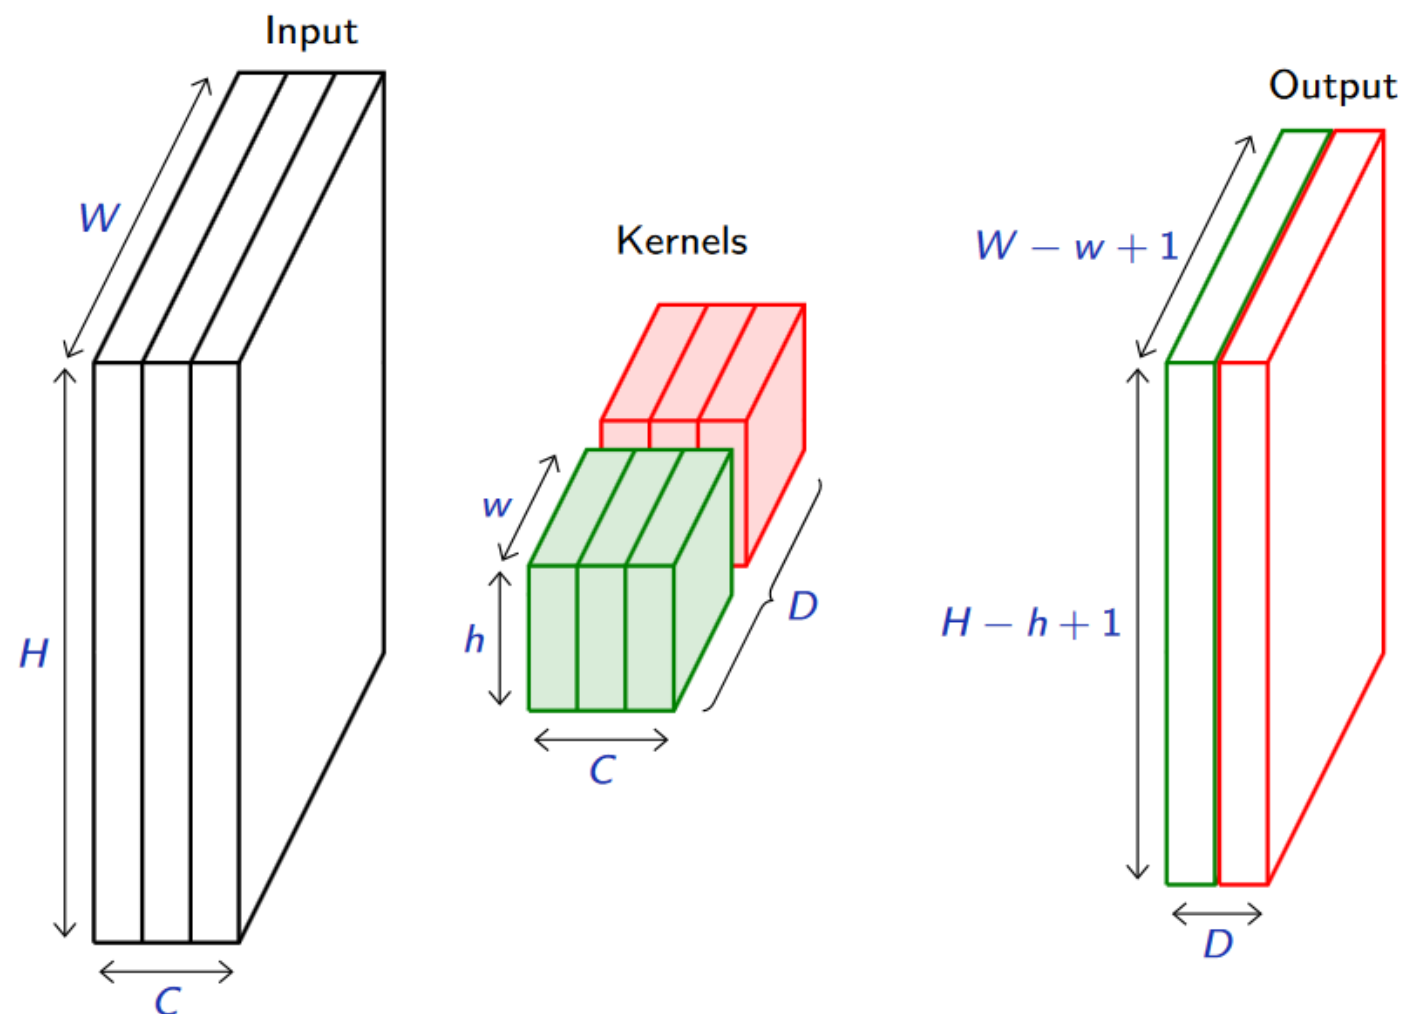 Input
Output
W
W − w + 1
Kernels
w
D
h
H − h + 1
H
C
D
C